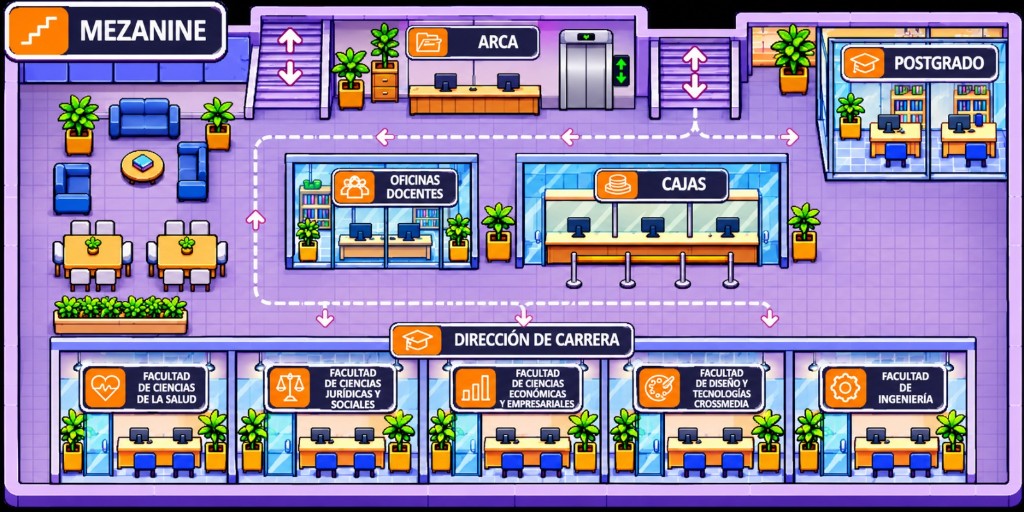 MEZANINE
ARCA
POSTGRADO
OFICINAS
DOCENTES
CAJAS
DIRECCIÓN DE CARRERA
FACULTAD
DE CIENCIAS
DE LA SALUD
FACULTAD
DE CIENCIAS
JURÍDICAS Y
SOCIALES
FACULTAD
DE CIENCIAS
ECONÓMICAS
Y EMPRESARIALES
FACULTAD
DE DISEÑO Y
TECNOLOGÍAS
CROSSMEDIA
FACULTAD
DE
INGENIERÍA